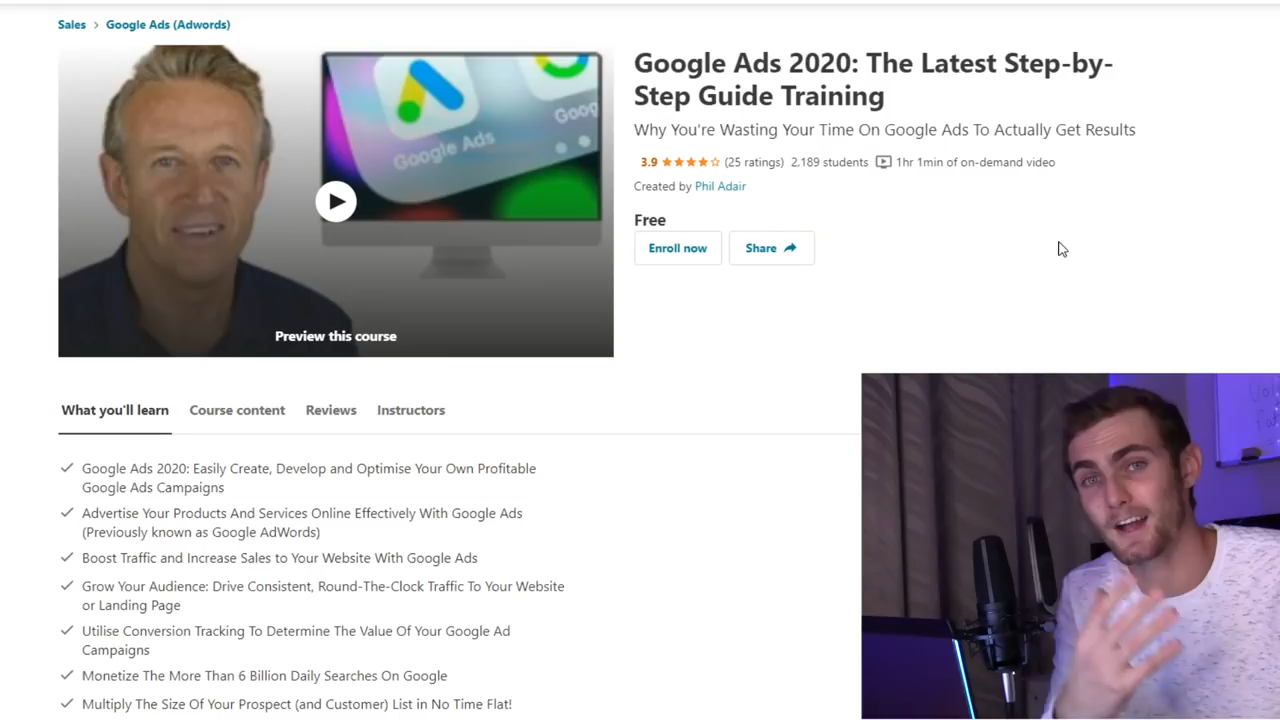 Sales > Google Ads (Adwords)
Google Ads
Goog
Preview this course
Google Ads 2020: The Latest Step-by-
Step Guide Training
Why You're Wasting Your Time On Google Ads To Actually Get Results
3.9 (25 ratings) 2,189 students 1hr 1min of on-demand video
Created by Phil Adair
Free
Enroll now Share
What you'll learn Course content Reviews Instructors
Google Ads 2020: Easily Create, Develop and Optimise Your Own Profitable
Google Ads Campaigns
Advertise Your Products And Services Online Effectively With Google Ads
(Previously known as Google AdWords)
Boost Traffic and Increase Sales to Your Website With Google Ads
Grow Your Audience: Drive Consistent, Round-The-Clock Traffic To Your Website
or Landing Page
Utilise Conversion Tracking To Determine The Value Of Your Google Ad
Campaigns
Monetize The More Than 6 Billion Daily Searches On Google
Multiply The Size Of Your Prospect (and Customer) List in No Time Flat!